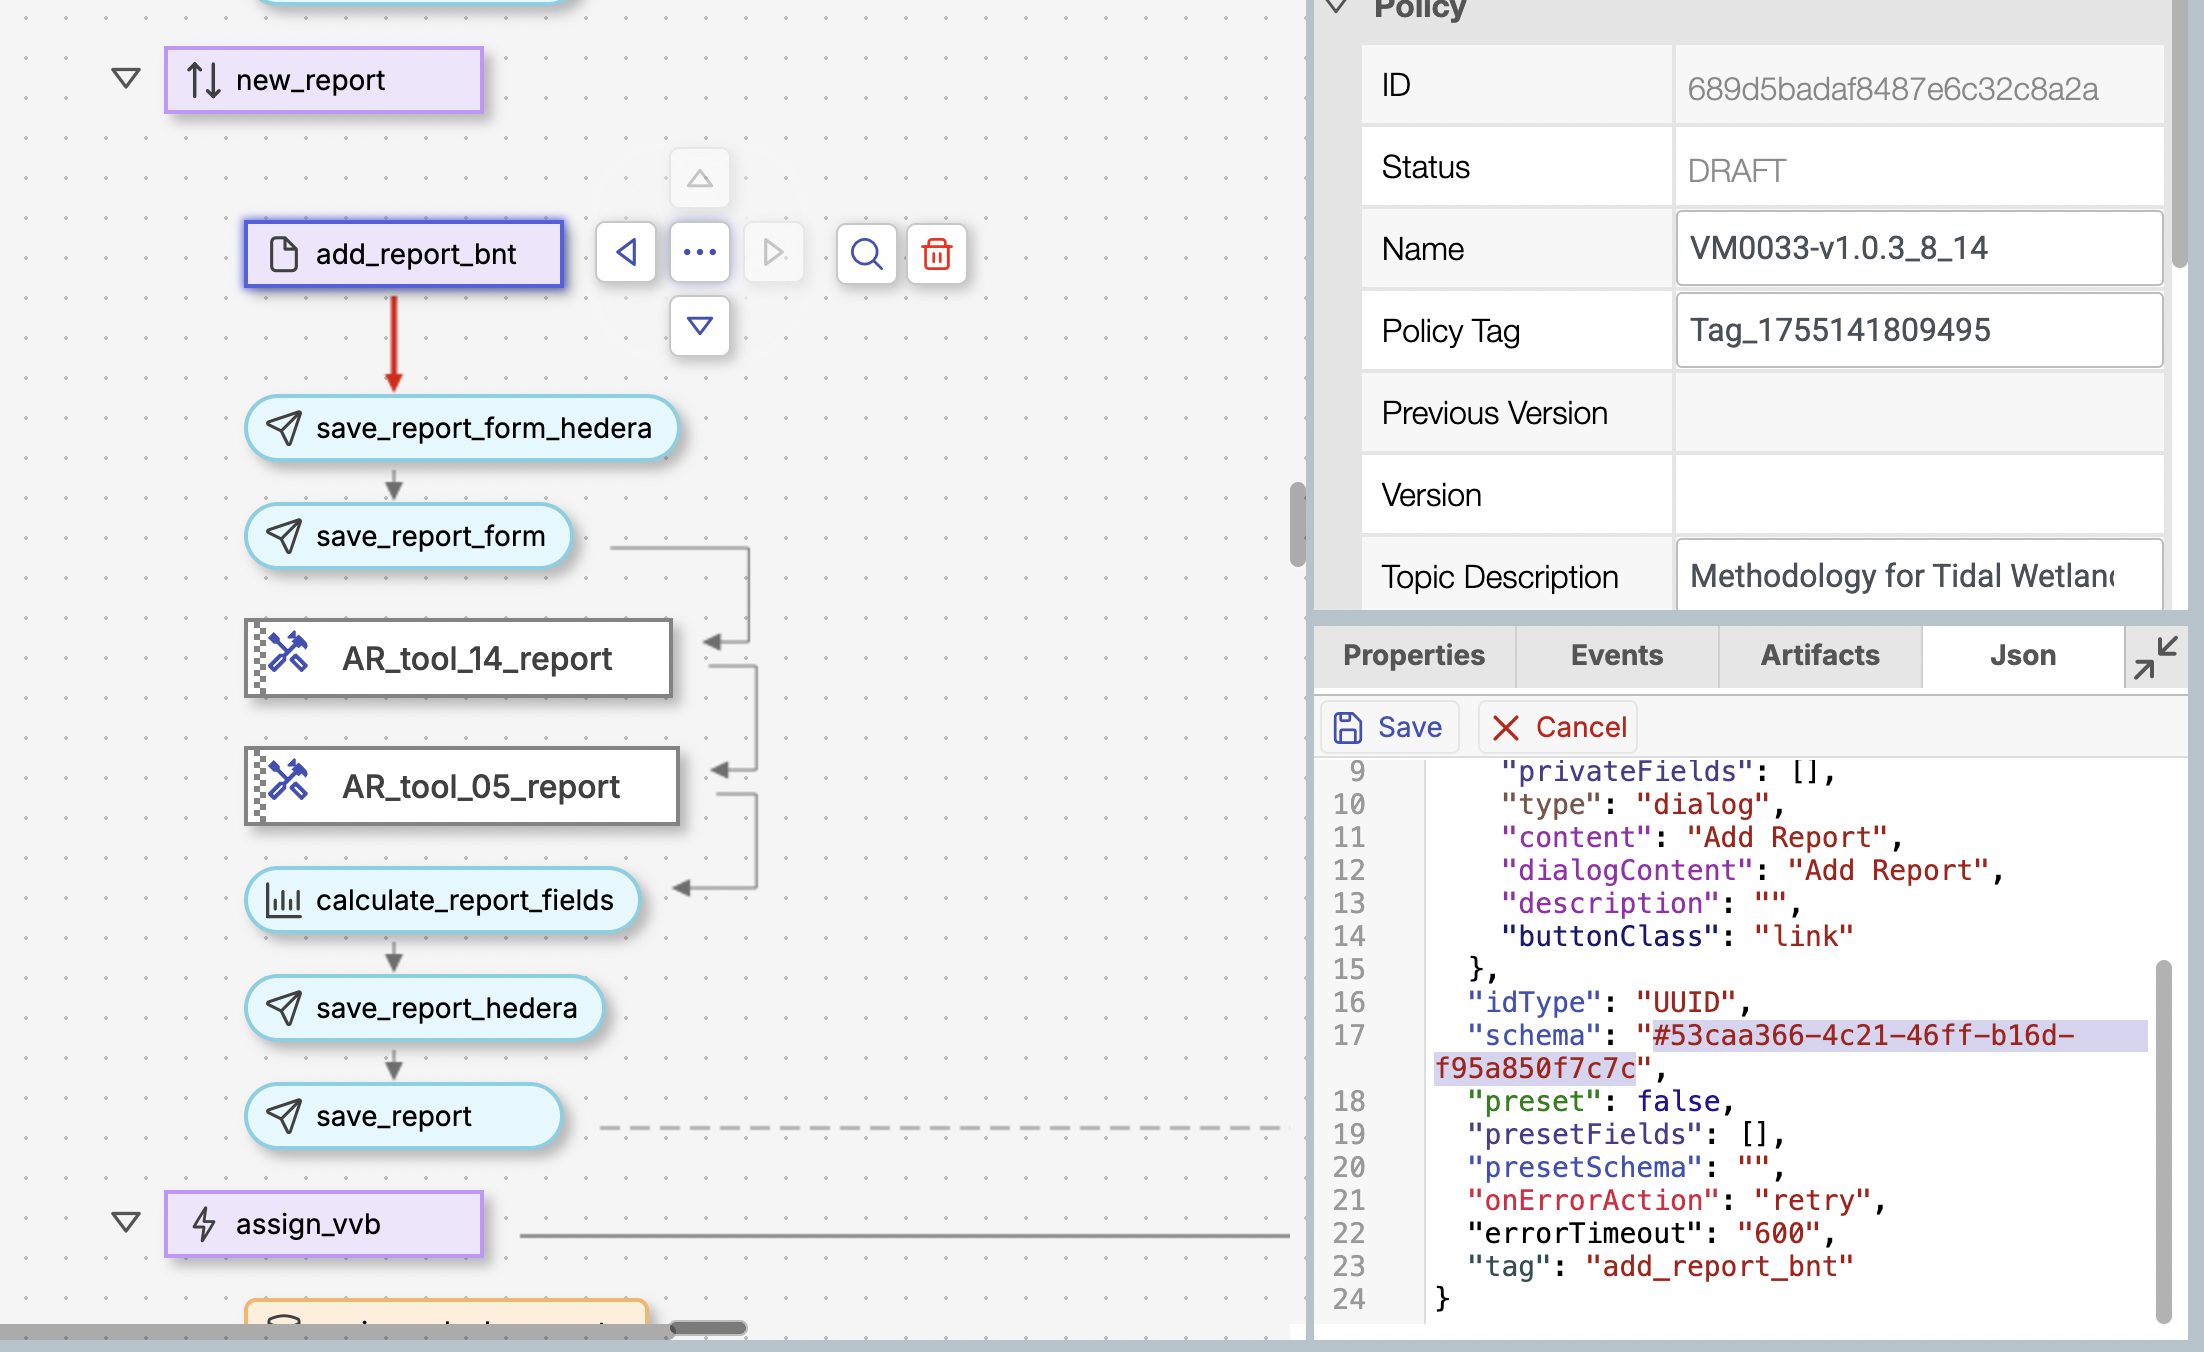 new_report
add_report_bnt
save_report_form_hedera
save_report_form
AR_tool_14_report
AR_tool_05_report
calculate_report_fields
save_report_hedera
save_report
assign_vvb
Policy
ID
689d5badaf8487e6c32c8a2a
Status
DRAFT
Name
VM0033-v1.0.3_8_14
Policy Tag
Tag_1755141809495
Previous Version
Version
Topic Description
Methodology for Tidal Wetland
Properties Events Artifacts Json
Save Cancel
9 "privateFields": [],
10 "type": "dialog",
11 "content": "Add Report",
12 "dialogContent": "Add Report",
13 "description": "",
14 "buttonClass": "link"
15 },
16 "idType": "UUID",
17 "schema": "#53caa366-4c21-46ff-b16d-
f95a850f7c7c",
18 "preset": false,
19 "presetFields": [],
20 "presetSchema": "",
21 "onErrorAction": "retry",
22 "errorTimeout": "600",
23 "tag": "add_report_bnt"
24 }